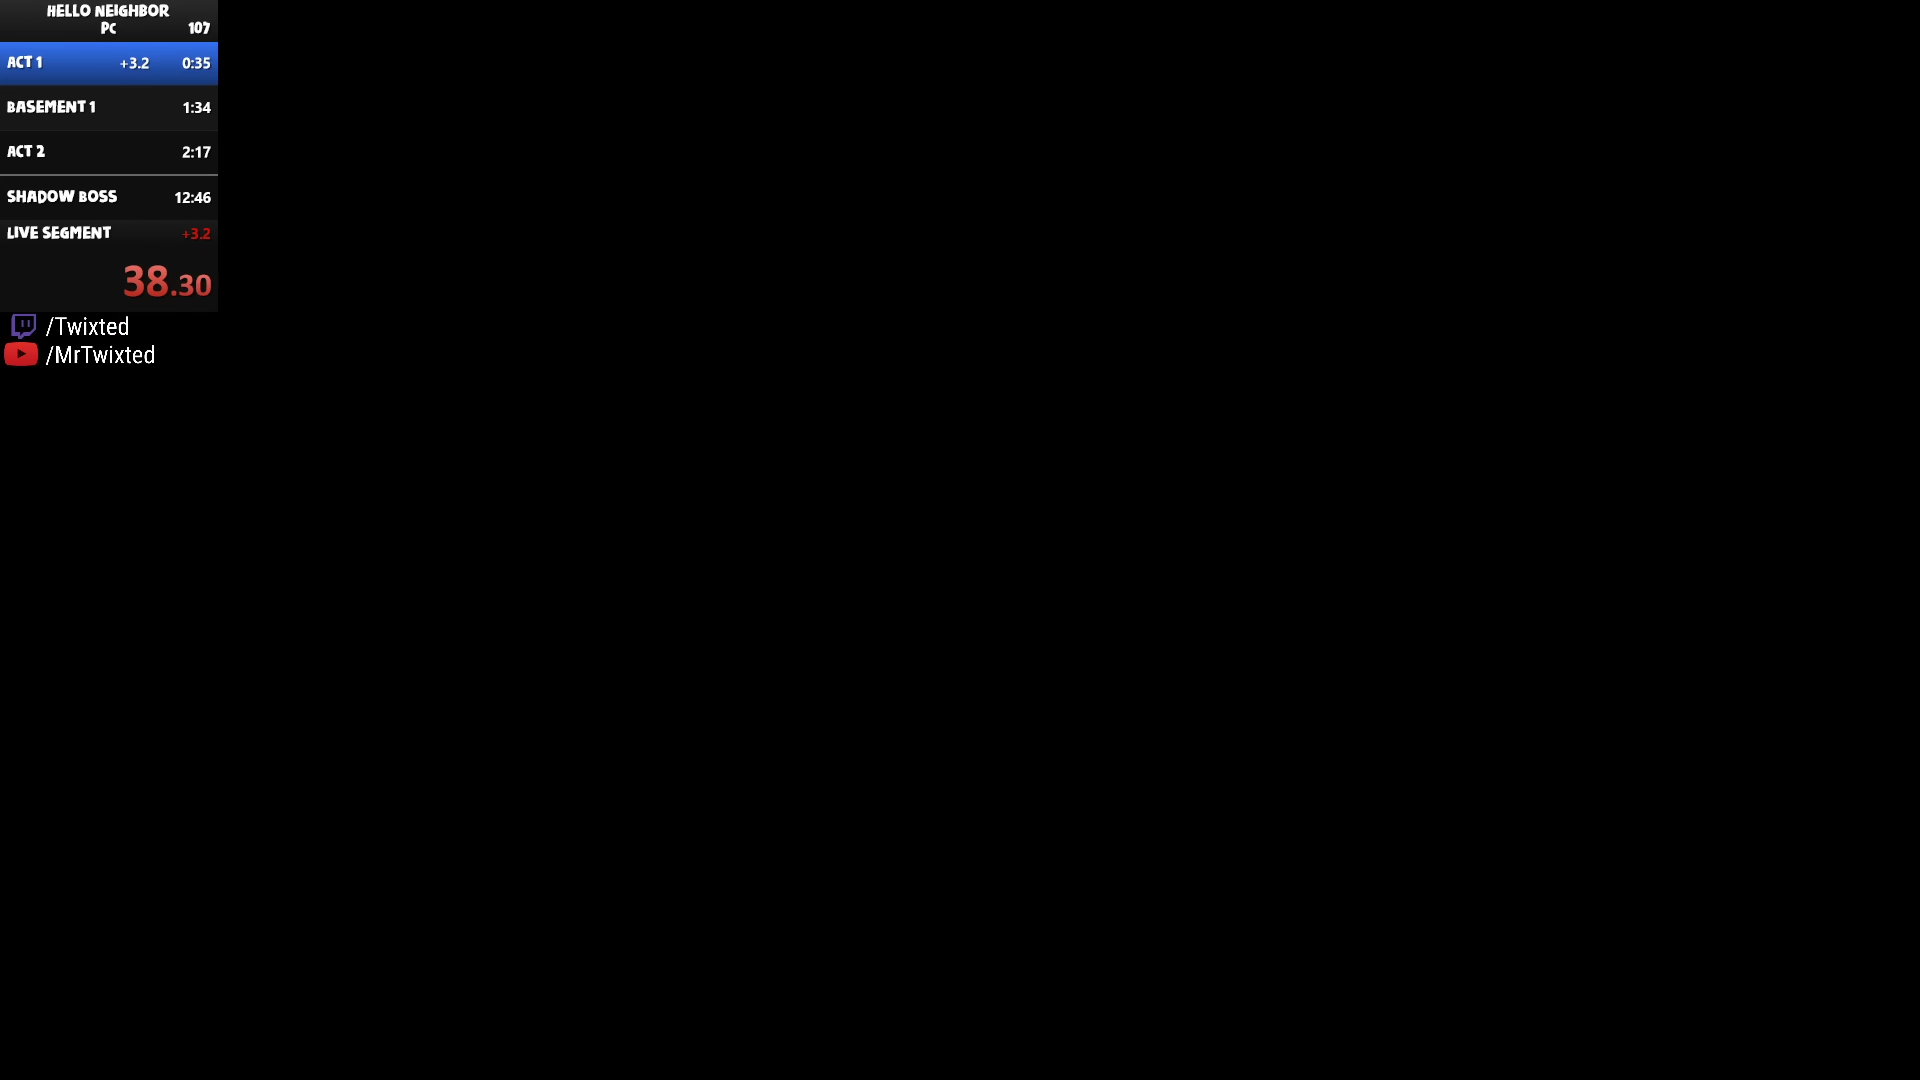 HELLO NEIGHBOR
PC 107
ACT 1 +3.2 0:35
BASEMENT 1 1:34
ACT 2 2:17
SHADOW BOSS 12:46
LIVE SEGMENT +3.2
38.30
/Twixted
/MrTwixted